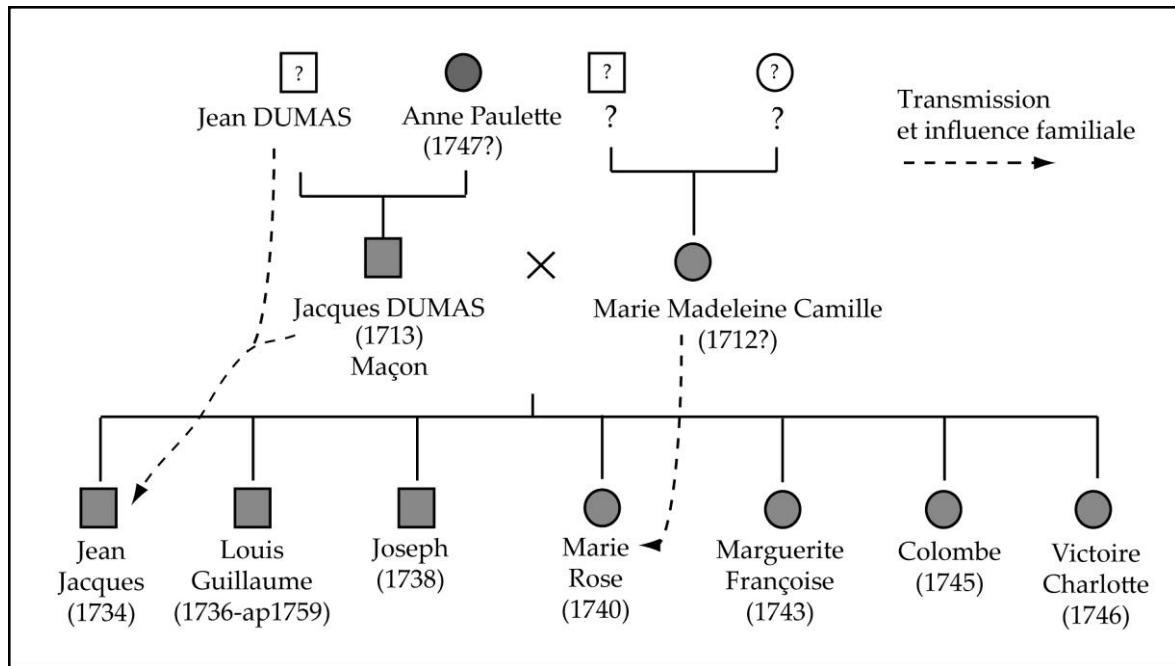 ?
?
?
Jean DUMAS
Anne Paulette
(1747?)
?
?
Transmission
et influence familiale
Jacques DUMAS
(1713)
Maçon
Marie Madeleine Camille
(1712?)
Jean
Jacques
(1734)
Louis
Guillaume
(1736-ap1759)
Joseph
(1738)
Marie
Rose
(1740)
Marguerite
Françoise
(1743)
Colombe
(1745)
Victoire
Charlotte
(1746)